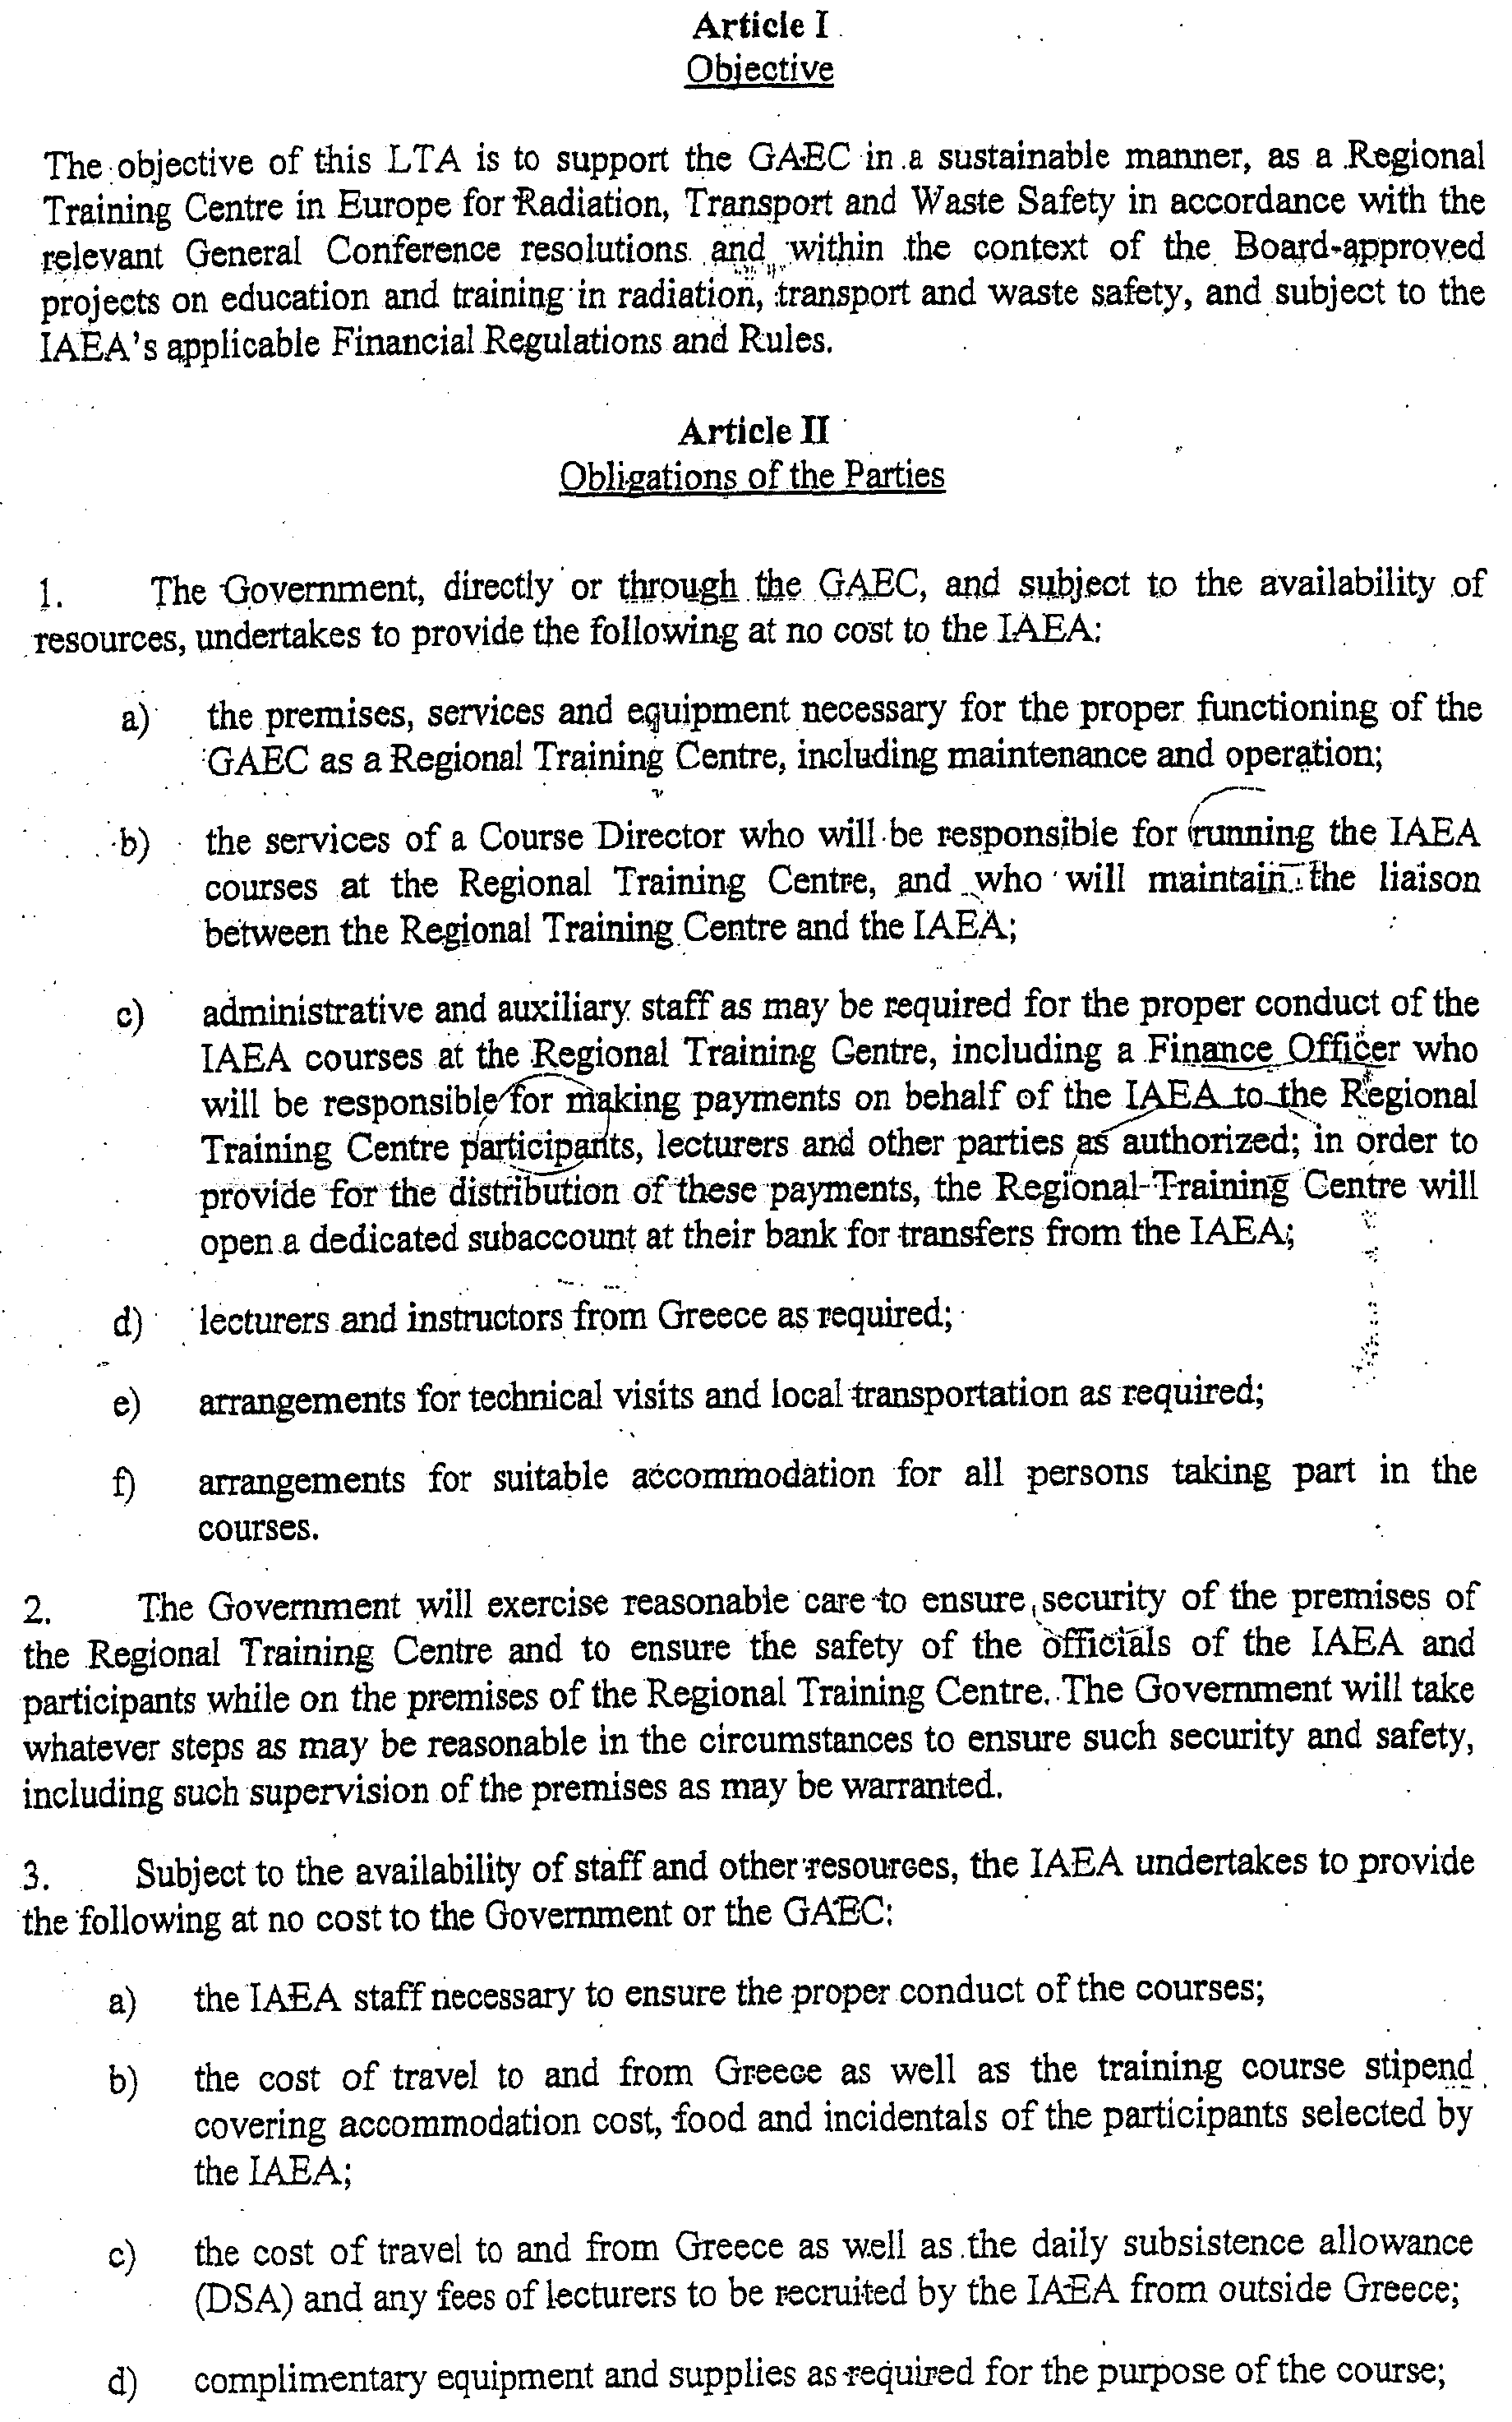 Article I
Objective
The objective of this LTA is to support the GAEC in a sustainable manner, as a Regional
Training Centre in Europe for Radiation, Transport and Waste Safety in accordance with the
relevant General Conference resolutions and within the context of the Board-approved
projects on education and training in radiation, transport and waste safety, and subject to the
IAEA's applicable Financial Regulations and Rules.
Article II
Obligations of the Parties
1. The Government, directly or through the GAEC, and subject to the availability of
resources, undertakes to provide the following at no cost to the IAEA:
a) the premises, services and equipment necessary for the proper functioning of the
GAEC as a Regional Training Centre, including maintenance and operation;
b) the services of a Course Director who will be responsible for running the IAEA
courses at the Regional Training Centre, and who will maintain the liaison
between the Regional Training Centre and the IAEA;
c) administrative and auxiliary staff as may be required for the proper conduct of the
IAEA courses at the Regional Training Centre, including a Finance Officer who
will be responsible for making payments on behalf of the IAEA to the Regional
Training Centre participants, lecturers and other parties as authorized; in order to
provide for the distribution of these payments, the Regional Training Centre will
open a dedicated subaccount at their bank for transfers from the IAEA;
d) lecturers and instructors from Greece as required;
e) arrangements for technical visits and local transportation as required;
f) arrangements for suitable accommodation for all persons taking part in the
courses.
2. The Government will exercise reasonable care to ensure security of the premises of
the Regional Training Centre and to ensure the safety of the officials of the IAEA and
participants while on the premises of the Regional Training Centre. The Government will take
whatever steps as may be reasonable in the circumstances to ensure such security and safety,
including such supervision of the premises as may be warranted.
3. Subject to the availability of staff and other resources, the IAEA undertakes to provide
the following at no cost to the Government or the GAEC:
a) the IAEA staff necessary to ensure the proper conduct of the courses;
b) the cost of travel to and from Greece as well as the training course stipend
covering accommodation cost, food and incidentals of the participants selected by
the IAEA;
c) the cost of travel to and from Greece as well as the daily subsistence allowance
(DSA) and any fees of lecturers to be recruited by the IAEA from outside Greece;
d) complimentary equipment and supplies as required for the purpose of the course;